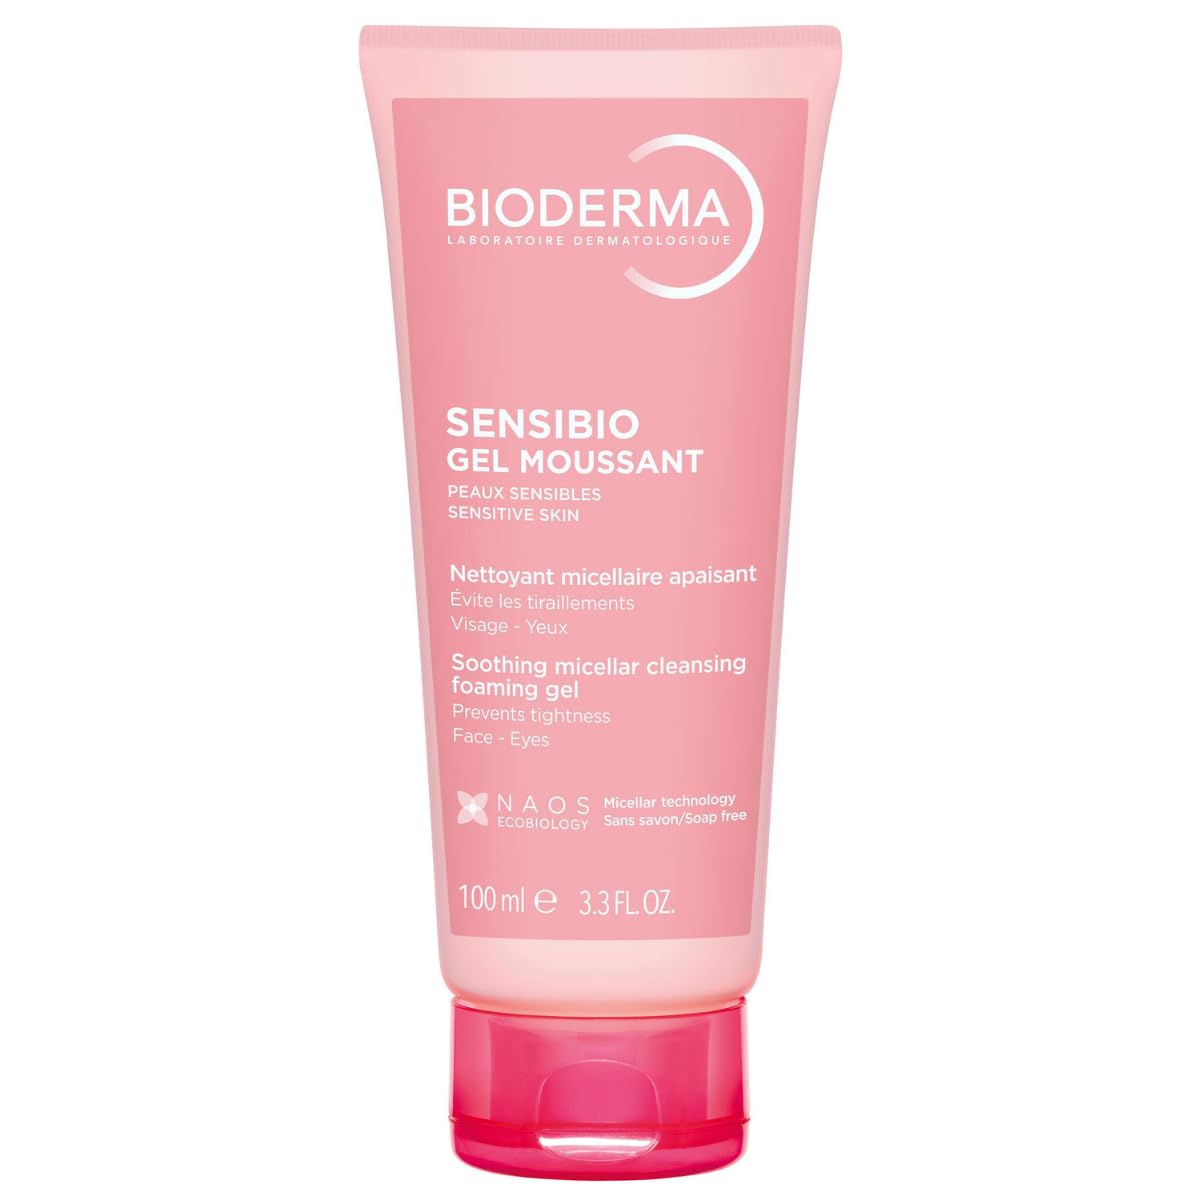 BIODERMA
LABORATOIRE DERMATOLOGIQUE
SENSIBIO
GEL MOUSSANT
PEAUX SENSIBLES
SENSITIVE SKIN
Nettoyant micellaire apaisant
Évite les tiraillements
Visage - Yeux
Soothing micellar cleansing
foaming gel
Prevents tightness
Face - Eyes
NAOS
ECOBIOLOGY
Micellar technology
Sans savon/Soap free
100 ml ℮ 3.3 FL. OZ.